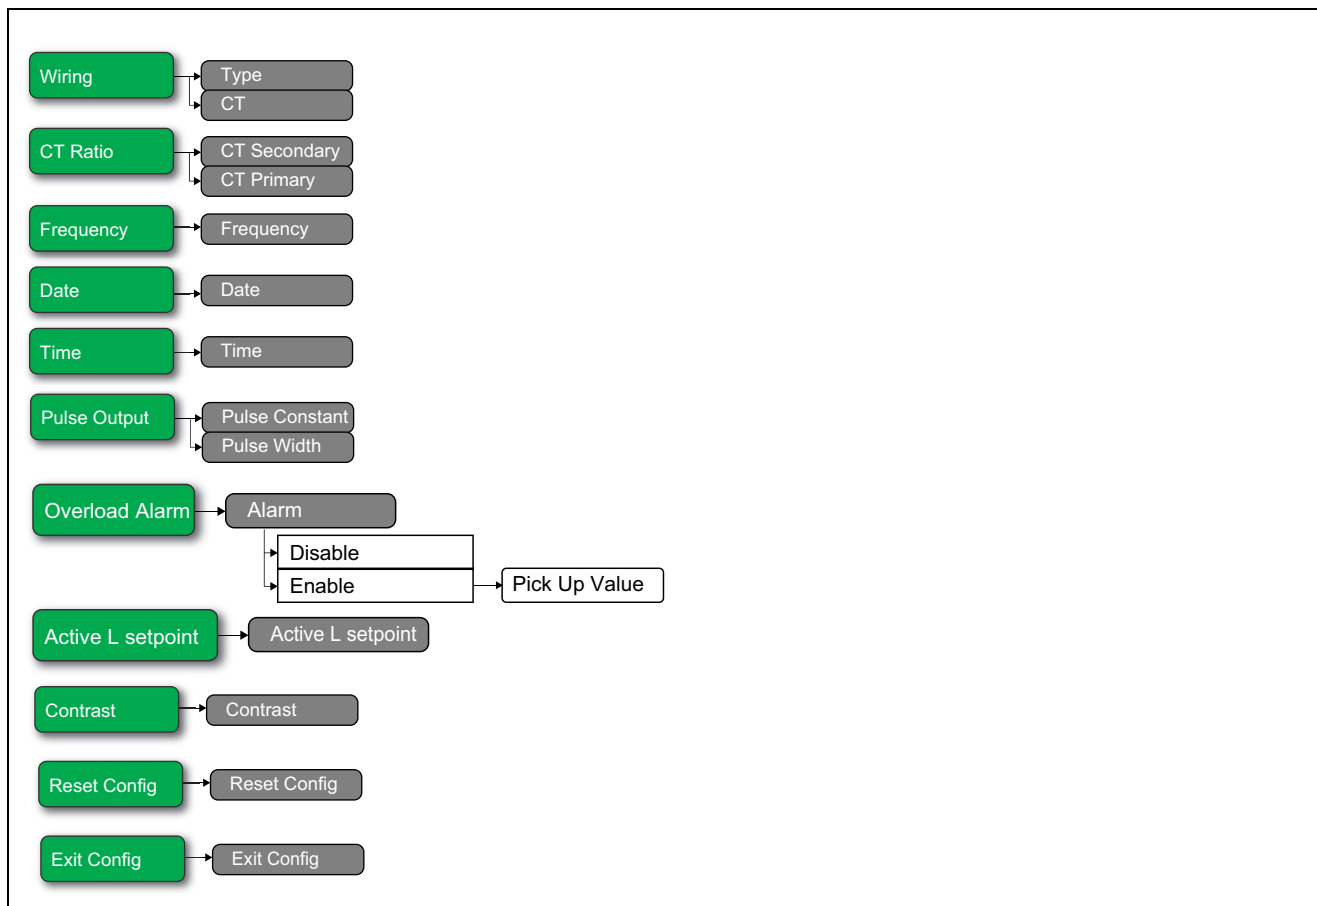 Wiring
Type
CT
CT Ratio
CT Secondary
CT Primary
Frequency
Frequency
Date
Date
Time
Time
Pulse Output
Pulse Constant
Pulse Width
Overload Alarm
Alarm
Disable
Enable
Pick Up Value
Active L setpoint
Active L setpoint
Contrast
Contrast
Reset Config
Reset Config
Exit Config
Exit Config